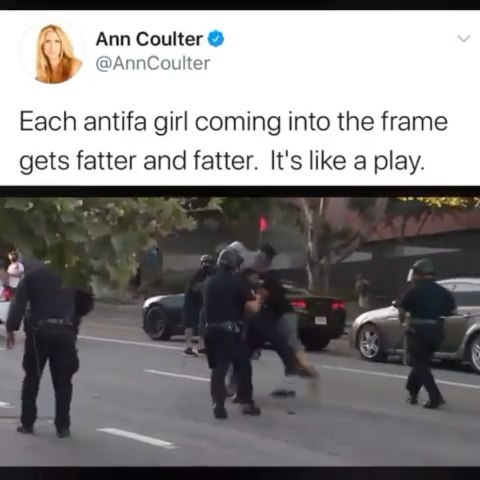 Ann Coulter
@AnnCoulter
Each antifa girl coming into the frame
gets fatter and fatter. It's like a play.